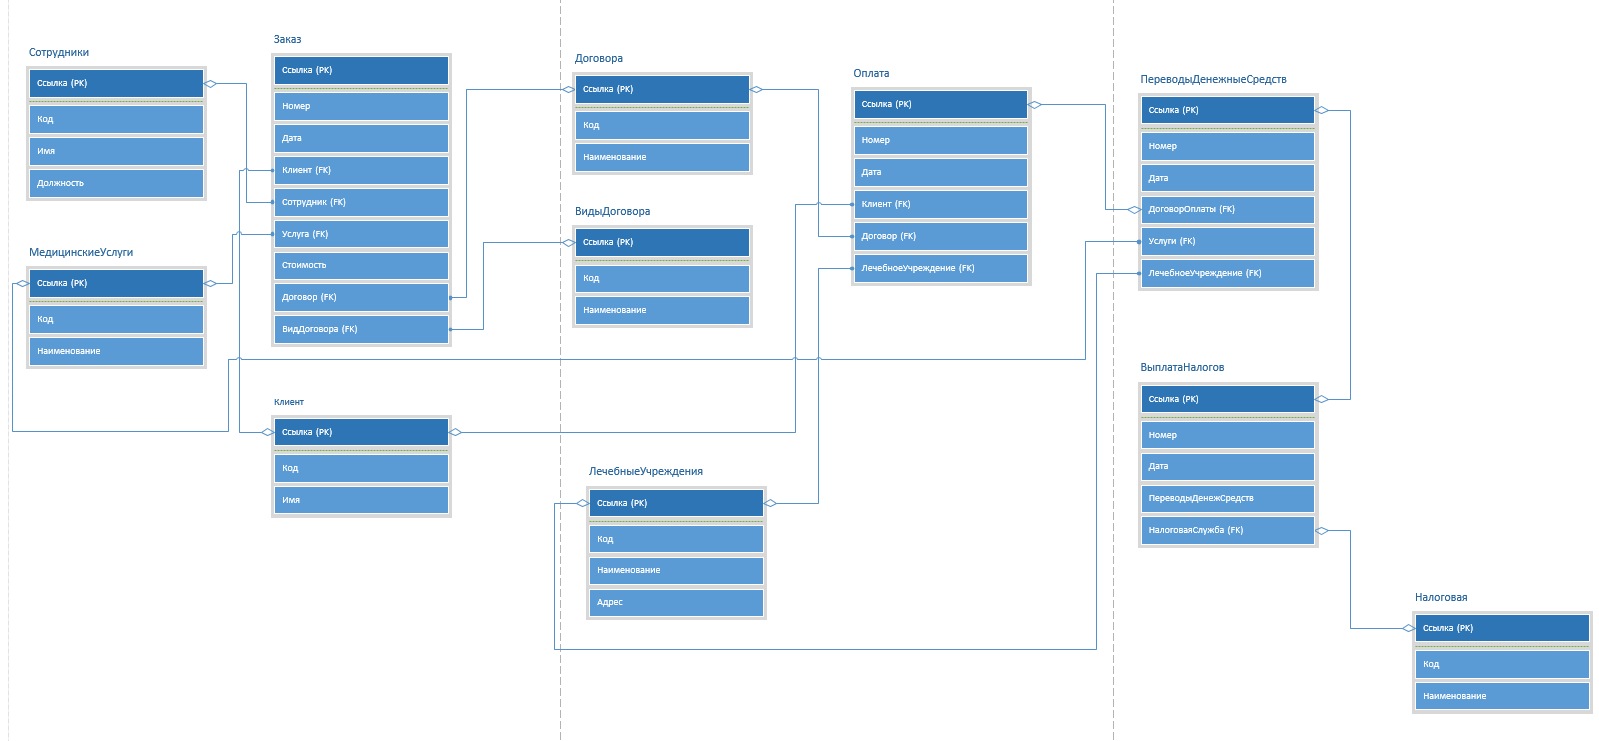 Сотрудники
Ссылка (PK)
Код
Имя
Должность
МедицинскиеУслуги
Ссылка (PK)
Код
Наименование
Заказ
Ссылка (PK)
Номер
Дата
Клиент (FK)
Сотрудник (FK)
Услуга (FK)
Стоимость
Договор (FK)
ВидДоговора (FK)
Клиент
Ссылка (PK)
Код
Имя
Договора
Ссылка (PK)
Код
Наименование
ВидыДоговора
Ссылка (PK)
Код
Наименование
ЛечебныеУчреждения
Ссылка (PK)
Код
Наименование
Адрес
Оплата
Ссылка (PK)
Номер
Дата
Клиент (FK)
Договор (FK)
ЛечебноеУчреждение (FK)
ПереводыДенежныеСредств
Ссылка (PK)
Номер
Дата
ДоговорОплаты (FK)
Услуги (FK)
ЛечебноеУчреждение (FK)
ВыплатаНалогов
Ссылка (PK)
Номер
Дата
ПереводыДенежСредств
НалоговаяСлужба (FK)
Налоговая
Ссылка (PK)
Код
Наименование